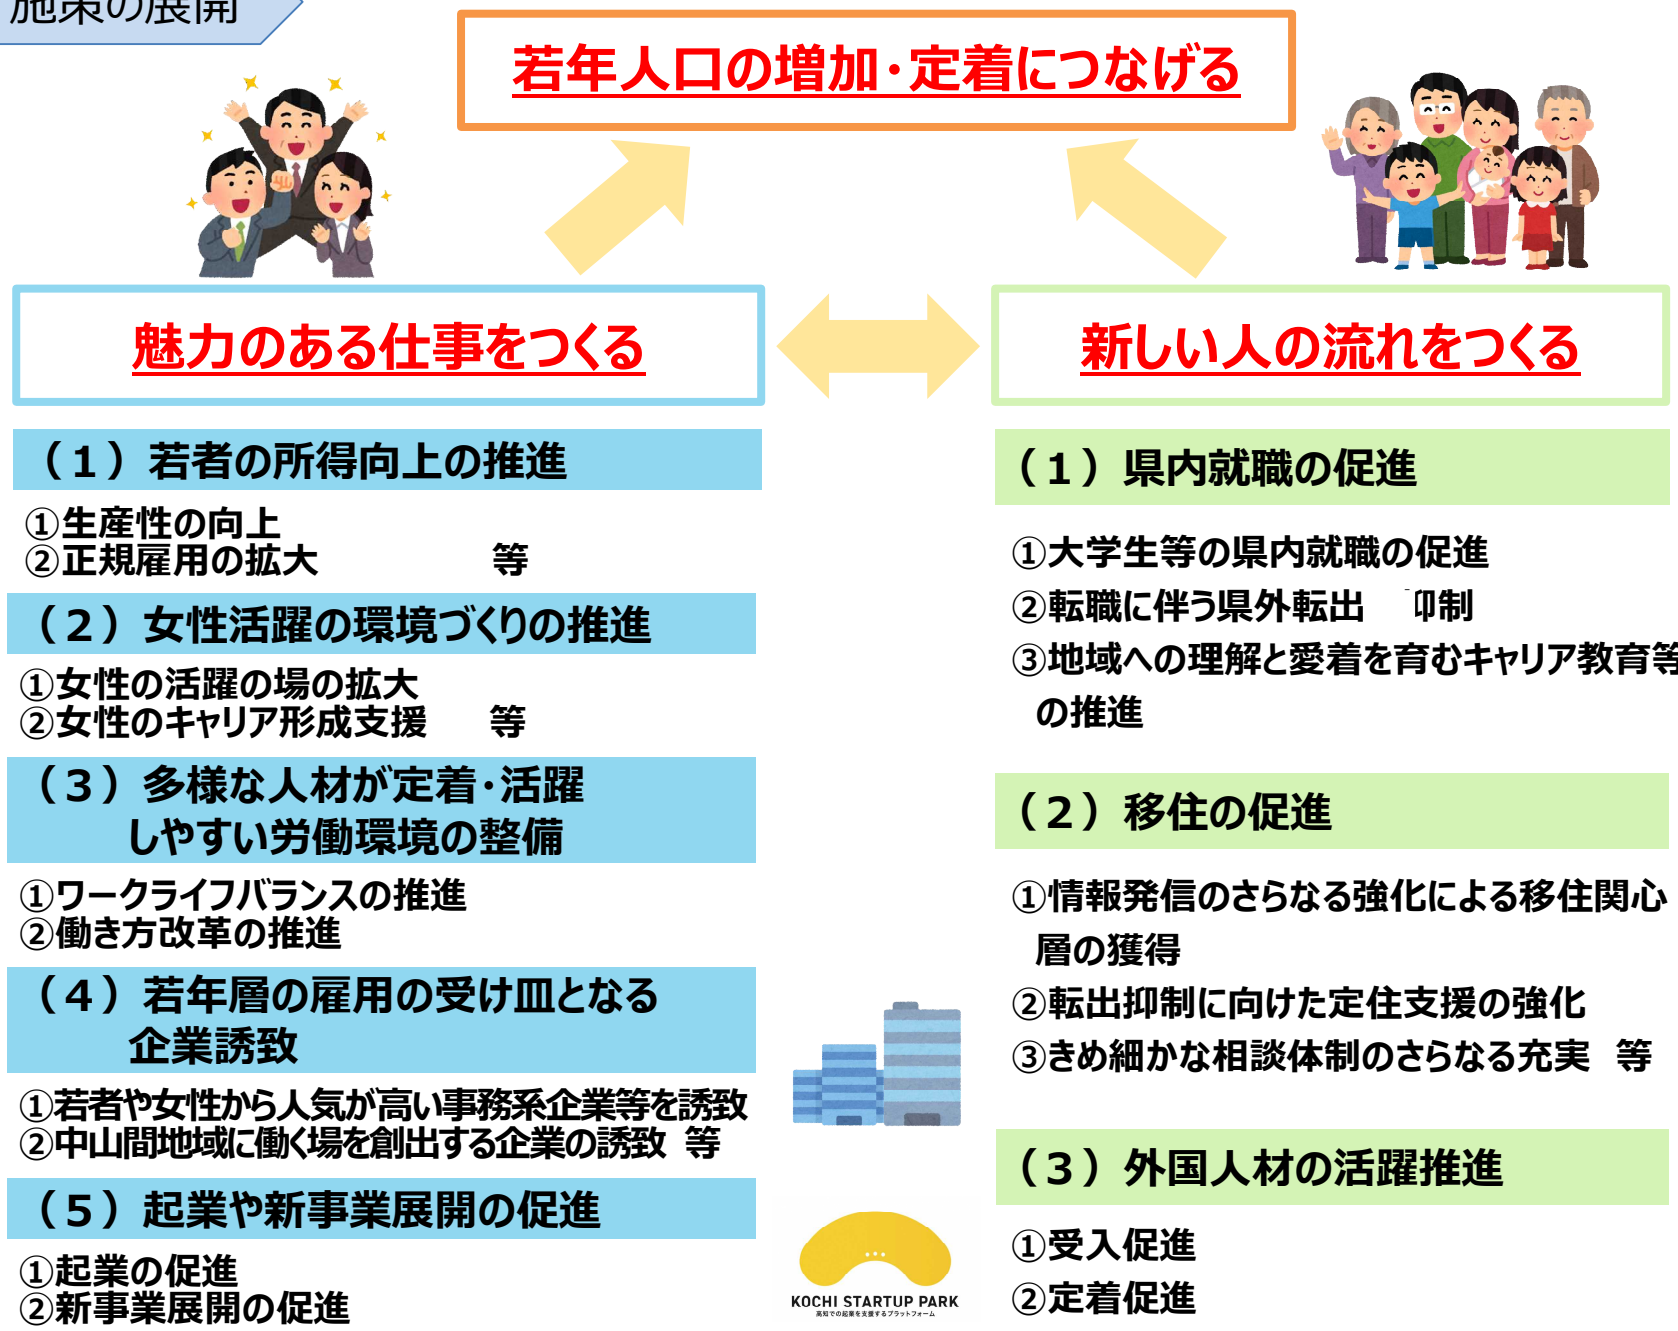 施策の展開
若年人口の増加・定着につなげる
魅力のある仕事をつくる
（１）若者の所得向上の推進
①生産性の向上
②正規雇用の拡大　等
（２）女性活躍の環境づくりの推進
①女性の活躍の場の拡大
②女性のキャリア形成支援　等
（３）多様な人材が定着・活躍
しやすい労働環境の整備
①ワークライフバランスの推進
②働き方改革の推進
（４）若年層の雇用の受け皿となる
企業誘致
①若者や女性から人気が高い事務系企業等を誘致
②中山間地域に働く場を創出する企業の誘致　等
（５）起業や新事業展開の促進
①起業の促進
②新事業展開の促進
KOCHI STARTUP PARK
高知での起業を支援するプラットフォーム
新しい人の流れをつくる
（１）県内就職の促進
①大学生等の県内就職の促進
②転職に伴う県外転出　制
③地域への理解と愛着を育むキャリア教育等
の推進
（２）移住の促進
①情報発信のさらなる強化による移住関心
層の獲得
②転出抑制に向けた定住支援の強化
③きめ細かな相談体制のさらなる充実　等
（３）外国人材の活躍推進
①受入促進
②定着促進